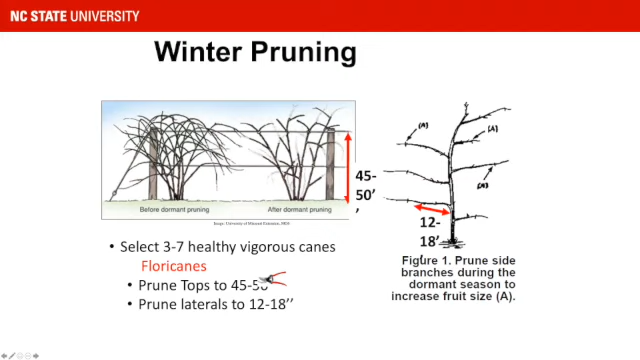 NC STATE UNIVERSITY
Winter Pruning
Before dormant pruning
After dormant pruning
45-
50'
'
(A)
(A)
(A)
12-
18'
Figure 1. Prune side
branches during the
dormant season to
increase fruit size (A).
• Select 3-7 healthy vigorous canes
Floricanes
• Prune Tops to 45-50
• Prune laterals to 12-18’’